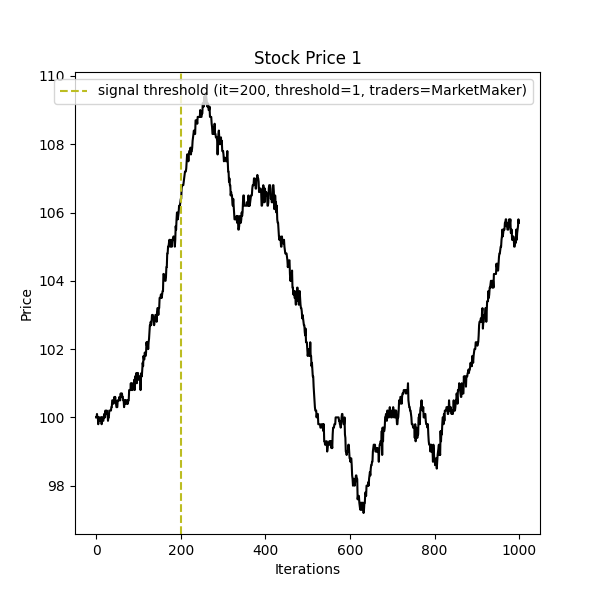 Stock Price 1
signal threshold (it=200, threshold=1, traders=MarketMaker)
110
108
106
104
102
100
98
Price
0 200 400 600 800 1000
Iterations